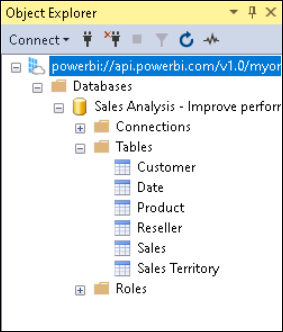 Object Explorer
Connect
powerbi://api.powerbi.com/v1.0/myor
Databases
Sales Analysis - Improve perform
Connections
Tables
Customer
Date
Product
Reseller
Sales
Sales Territory
Roles